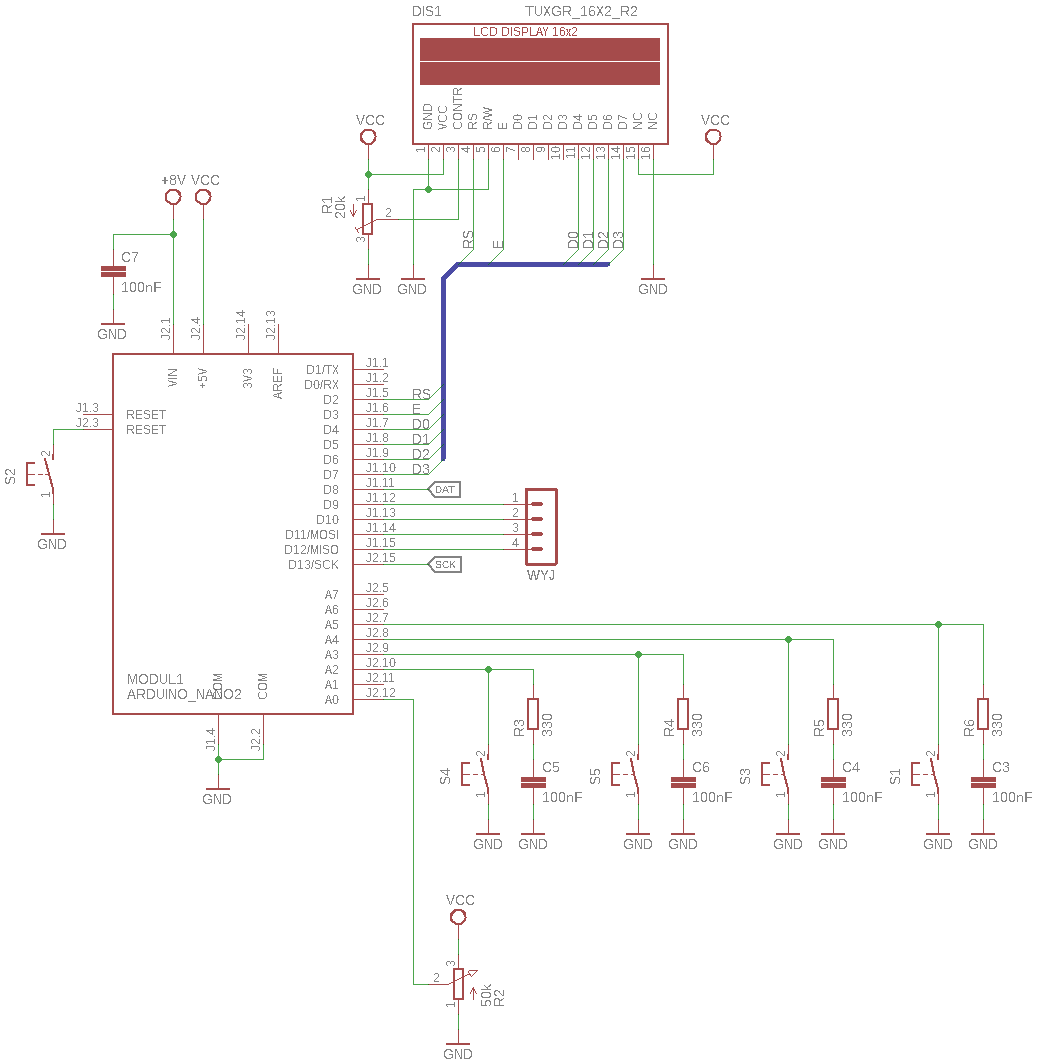 DIS1 TUXGR_16X2_R2
LCD DISPLAY 16x2
GND VCC CONTR RS R/W E D0 D1 D2 D3 D4 D5 D6 D7 NC NC
1 2 3 4 5 6 7 8 9 10 11 12 13 14 15 16
VCC VCC
+8V VCC
R1 20k 1 2 3
RS E D0 D1 D2 D3
C7
100nF
GND GND GND
GND
J2.1 J2.4 J2.14 J2.13
VIN +5V 3V3 AREF
D1/TX J1.1
D0/RX J1.2
D2 J1.5 RS
J1.3 RESET D3 J1.6 E
J2.3 RESET D4 J1.7 D0
D5 J1.8 D1
D6 J1.9 D2
D7 J1.10 D3
S2 2 1
GND
D8 J1.11 DAT
D9 J1.12 1
D10 J1.13 2
D11/MOSI J1.14 3
D12/MISO J1.15 4
D13/SCK J2.15 SCK
WYJ
A7 J2.5
A6 J2.6
A5 J2.7
A4 J2.8
A3 J2.9
A2 J2.10
A1 J2.11
A0 J2.12
MODUL1
ARDUINO_NANO2
COM COM
J1.4 J2.2
GND
R3 330 R4 330 R5 330 R6 330
S4 2 1 C5 S5 2 1 C6 S3 2 1 C4 S1 2 1 C3
100nF 100nF 100nF 100nF
GND GND GND GND GND GND GND GND
VCC
3 2 1
50k
R2
GND